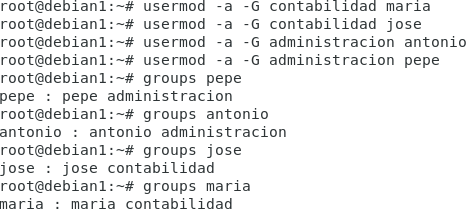 root@debian1:~# usermod -a -G contabilidad maria
root@debian1:~# usermod -a -G contabilidad jose
root@debian1:~# usermod -a -G administracion antonio
root@debian1:~# usermod -a -G administracion pepe
root@debian1:~# groups pepe
pepe : pepe administracion
root@debian1:~# groups antonio
antonio : antonio administracion
root@debian1:~# groups jose
jose : jose contabilidad
root@debian1:~# groups maria
maria : maria contabilidad